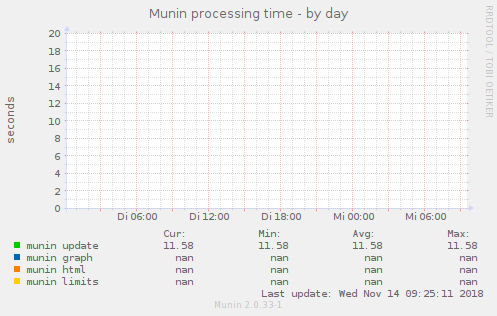 Munin processing time - by day
RRDTOOL / TOBI OETIKER
seconds
20
18
16
14
12
10
8
6
4
2
0
Di 06:00 Di 12:00 Di 18:00 Mi 00:00 Mi 06:00
Cur: Min: Avg: Max:
munin update 11.58 11.58 11.58 11.58
munin graph nan nan nan nan
munin html nan nan nan nan
munin limits nan nan nan nan
Last update: Wed Nov 14 09:25:11 2018
Munin 2.0.33-1